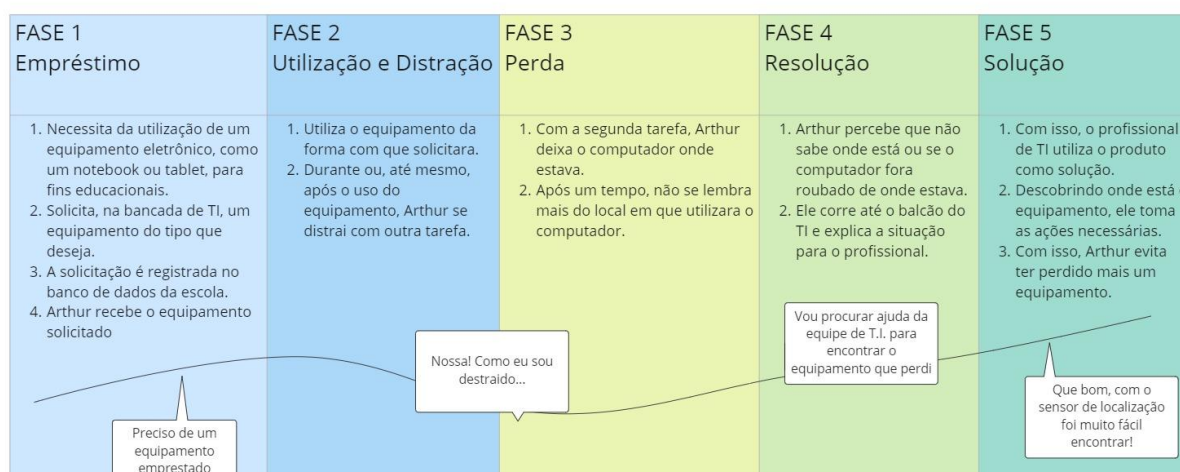 FASE 1
Empréstimo
FASE 2
Utilização e Distração
FASE 3
Perda
FASE 4
Resolução
FASE 5
Solução
1. Necessita da utilização de um
equipamento eletrônico, como
um notebook ou tablet, para
fins educacionais.
2. Solicita, na bancada de TI, um
equipamento do tipo que
deseja.
3. A solicitação é registrada no
banco de dados da escola.
4. Arthur recebe o equipamento
solicitado
1. Utiliza o equipamento da
forma com que solicitara.
2. Durante ou, até mesmo,
após o uso do
equipamento, Arthur se
distrai com outra tarefa.
1. Com a segunda tarefa, Arthur
deixa o computador onde
estava.
2. Após um tempo, não se lembra
mais do local em que utilizara o
computador.
1. Arthur percebe que não
sabe onde está ou se o
computador fora
roubado de onde estava.
2. Ele corre até o balcão do
TI e explica a situação
para o profissional.
1. Com isso, o profissional
de TI utiliza o produto
como solução.
2. Descobrindo onde está
equipamento, ele toma
as ações necessárias.
3. Com isso, Arthur evita
ter perdido mais um
equipamento.
Preciso de um
equipamento
emprestado
Nossa! Como eu sou
destraido...
Vou procurar ajuda da
equipe de T.I. para
encontrar o
equipamento que perdi
Que bom, com o
sensor de localização
foi muito fácil
encontrar!